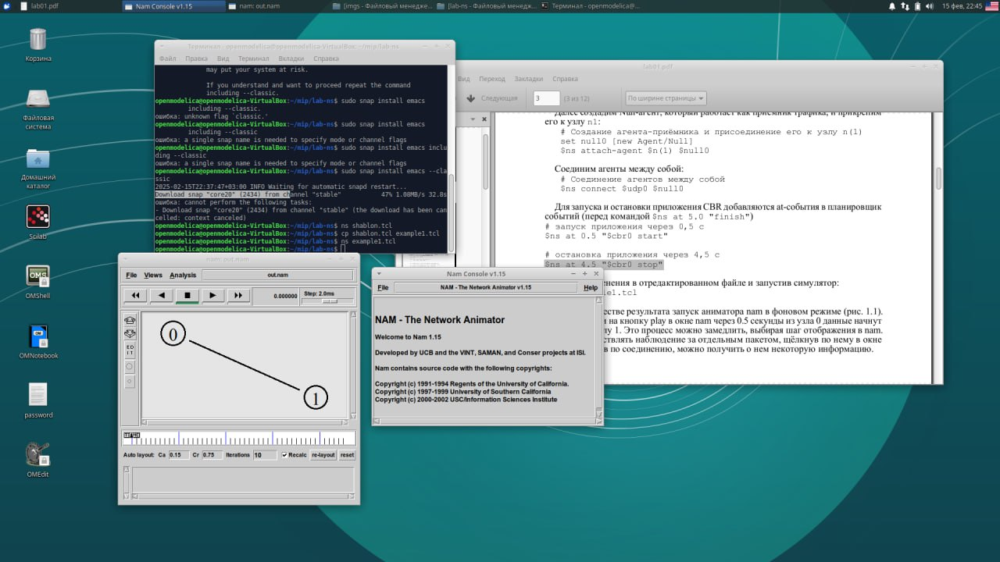 lab01.pdf
Nam Console v1.15
nam: out.nam
[imgs - Файловый менедже...
[lab-ns - Файловый менедж...
Терминал - openmodelica@...
15 фев, 22:45
Корзина
Файловая
система
Домашний
каталог
Scilab
OMShell
OMNotebook
password
OMEdit
Терминал - openmodelica@openmodelica-VirtualBox: ~/mip/lab-ns
Файл Правка Вид Терминал Вкладки Справка
may put your system at risk.
If you understand and want to proceed repeat the command
including --classic.
openmodelica@openmodelica-VirtualBox:~/mip/lab-ns$ sudo snap install emacs
including --classic.
ошибка: unknown flag `classic.'
openmodelica@openmodelica-VirtualBox:~/mip/lab-ns$ sudo snap install emacs
including --classic
ошибка: a single snap name is needed to specify mode or channel flags
openmodelica@openmodelica-VirtualBox:~/mip/lab-ns$ sudo snap install emacs inclu
ding --classic
ошибка: a single snap name is needed to specify mode or channel flags
openmodelica@openmodelica-VirtualBox:~/mip/lab-ns$ sudo snap install emacs --cla
ssic
2025-02-15T22:37:47+03:00 INFO Waiting for automatic snapd restart...
Download snap "core20" (2434) from channel "stable" 47% 1.08MB/s 32.8s
ошибка: cannot perform the following tasks:
- Download snap "core20" (2434) from channel "stable" (the download has been can
celled: context canceled)
openmodelica@openmodelica-VirtualBox:~/mip/lab-ns$ ns shablon.tcl
openmodelica@openmodelica-VirtualBox:~/mip/lab-ns$ cp shablon.tcl example1.tcl
openmodelica@openmodelica-VirtualBox:~/mip/lab-ns$ ns example1.tcl
openmodelica@openmodelica-VirtualBox:~/mip/lab-ns$
lab01.pdf
Вид Переход Закладки Справка
Следующая 3 (3 из 12) По ширине страницы
Далее создадим Null-агент, который работает как приёмник трафика, и прикрепим
его к узлу n1:
# Создание агента-приёмника и присоединение его к узлу n(1)
set null0 [new Agent/Null]
$ns attach-agent $n(1) $null0
Соединим агенты между собой:
# Соединение агентов между собой
$ns connect $udp0 $null0
Для запуска и остановки приложения CBR добавляются at-события в планировщик
событий (перед командой $ns at 5.0 "finish")
# запуск приложения через 0,5 с
$ns at 0.5 "$cbr0 start"
# остановка приложения через 4,5 с
$ns at 4.5 "$cbr0 stop"
енения в отредактированном файле и запустив симулятор:
le1.tcl
естве результата запуск аниматора nam в фоновом режиме (рис. 1.1).
и на кнопку play в окне nam через 0.5 секунды из узла 0 данные начнут
лу 1. Это процесс можно замедлить, выбирая шаг отображения в nam.
ствлять наблюдение за отдельным пакетом, щёлкнув по нему в окне
в по соединению, можно получить о нем некоторую информацию.
nam: out.nam
File Views Analysis out.nam
0.000000 Step: 2.0ms
0
1
EDIT
Auto layout: Ca 0.15 Cr 0.75 Iterations 10 Recalc re-layout reset
Nam Console v1.15
File NAM - The Network Animator v1.15 Help
NAM - The Network Animator
Welcome to Nam 1.15
Developed by UCB and the VINT, SAMAN, and Conser projects at ISI.
Nam contains source code with the following copyrights:
Copyright (c) 1991-1994 Regents of the University of California.
Copyright (c) 1997-1999 University of Southern California
Copyright (c) 2000-2002 USC/Information Sciences Institute